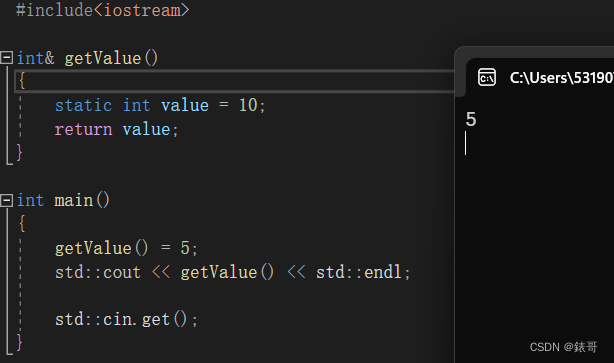 #include<iostream>
int& getValue()
{
    static int value = 10;
    return value;
}
int main()
{
    getValue() = 5;
    std::cout << getValue() << std::endl;
    std::cin.get();
}
C:\Users\53190
5
CSDN @錶哥